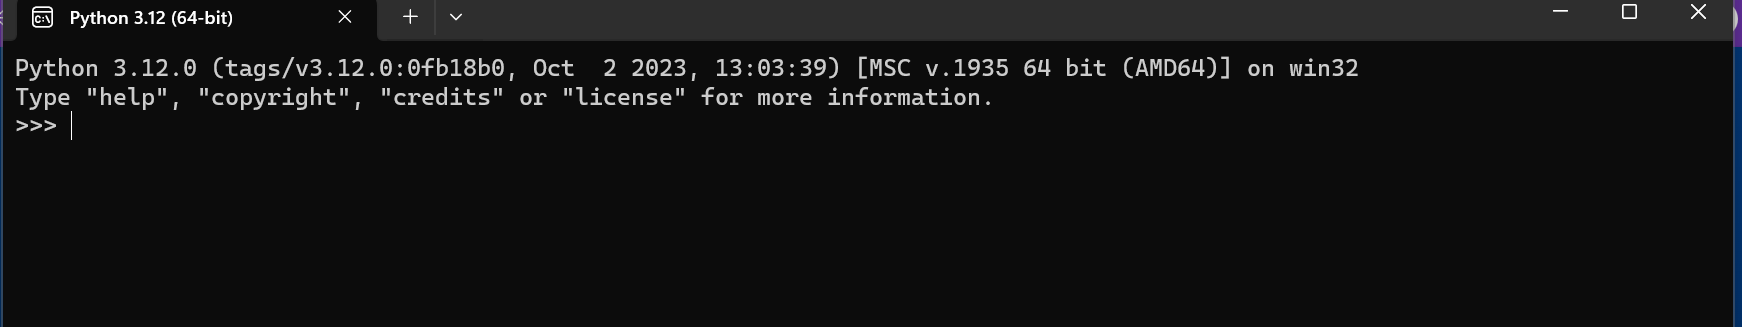 Python 3.12 (64-bit)
Python 3.12.0 (tags/v3.12.0:0fb18b0, Oct  2 2023, 13:03:39) [MSC v.1935 64 bit (AMD64)] on win32
Type "help", "copyright", "credits" or "license" for more information.
>>>